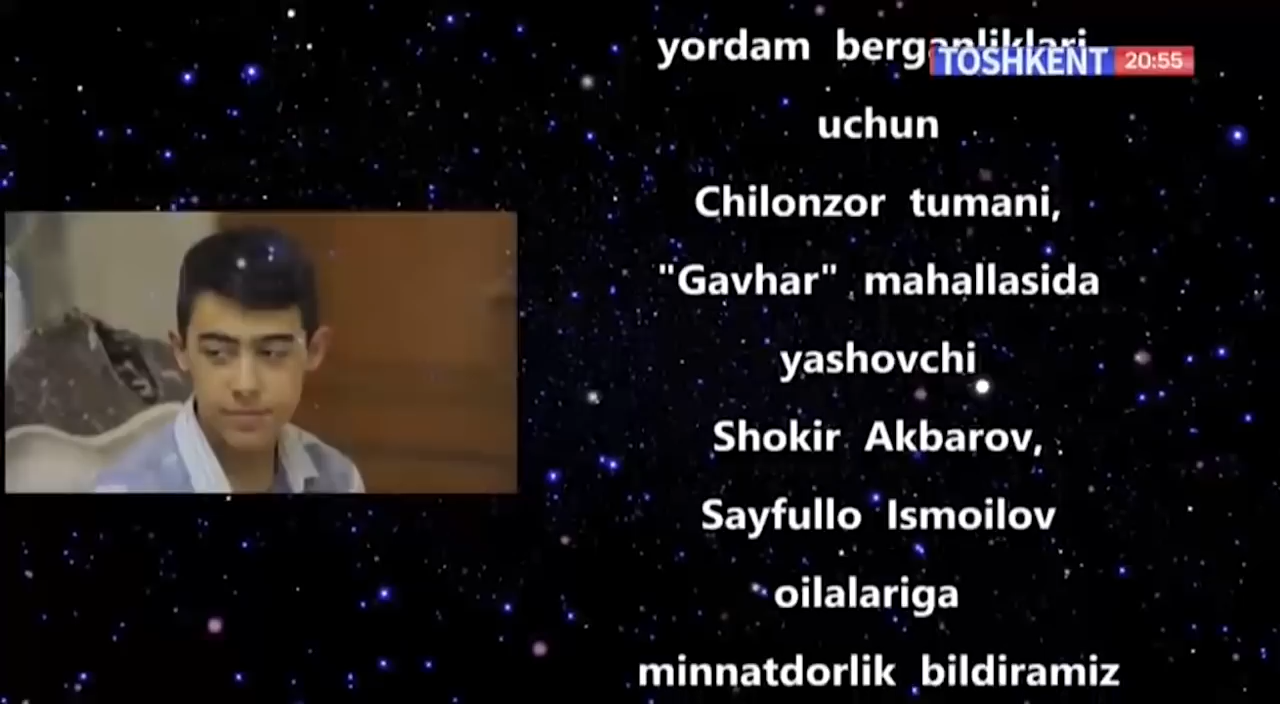 yordam berganliklari
TOSHKENT 20:55
uchun
Chilonzor tumani,
"Gavhar" mahallasida
yashovchi
Shokir Akbarov,
Sayfullo Ismoilov
oilalariga
minnatdorlik bildiramiz